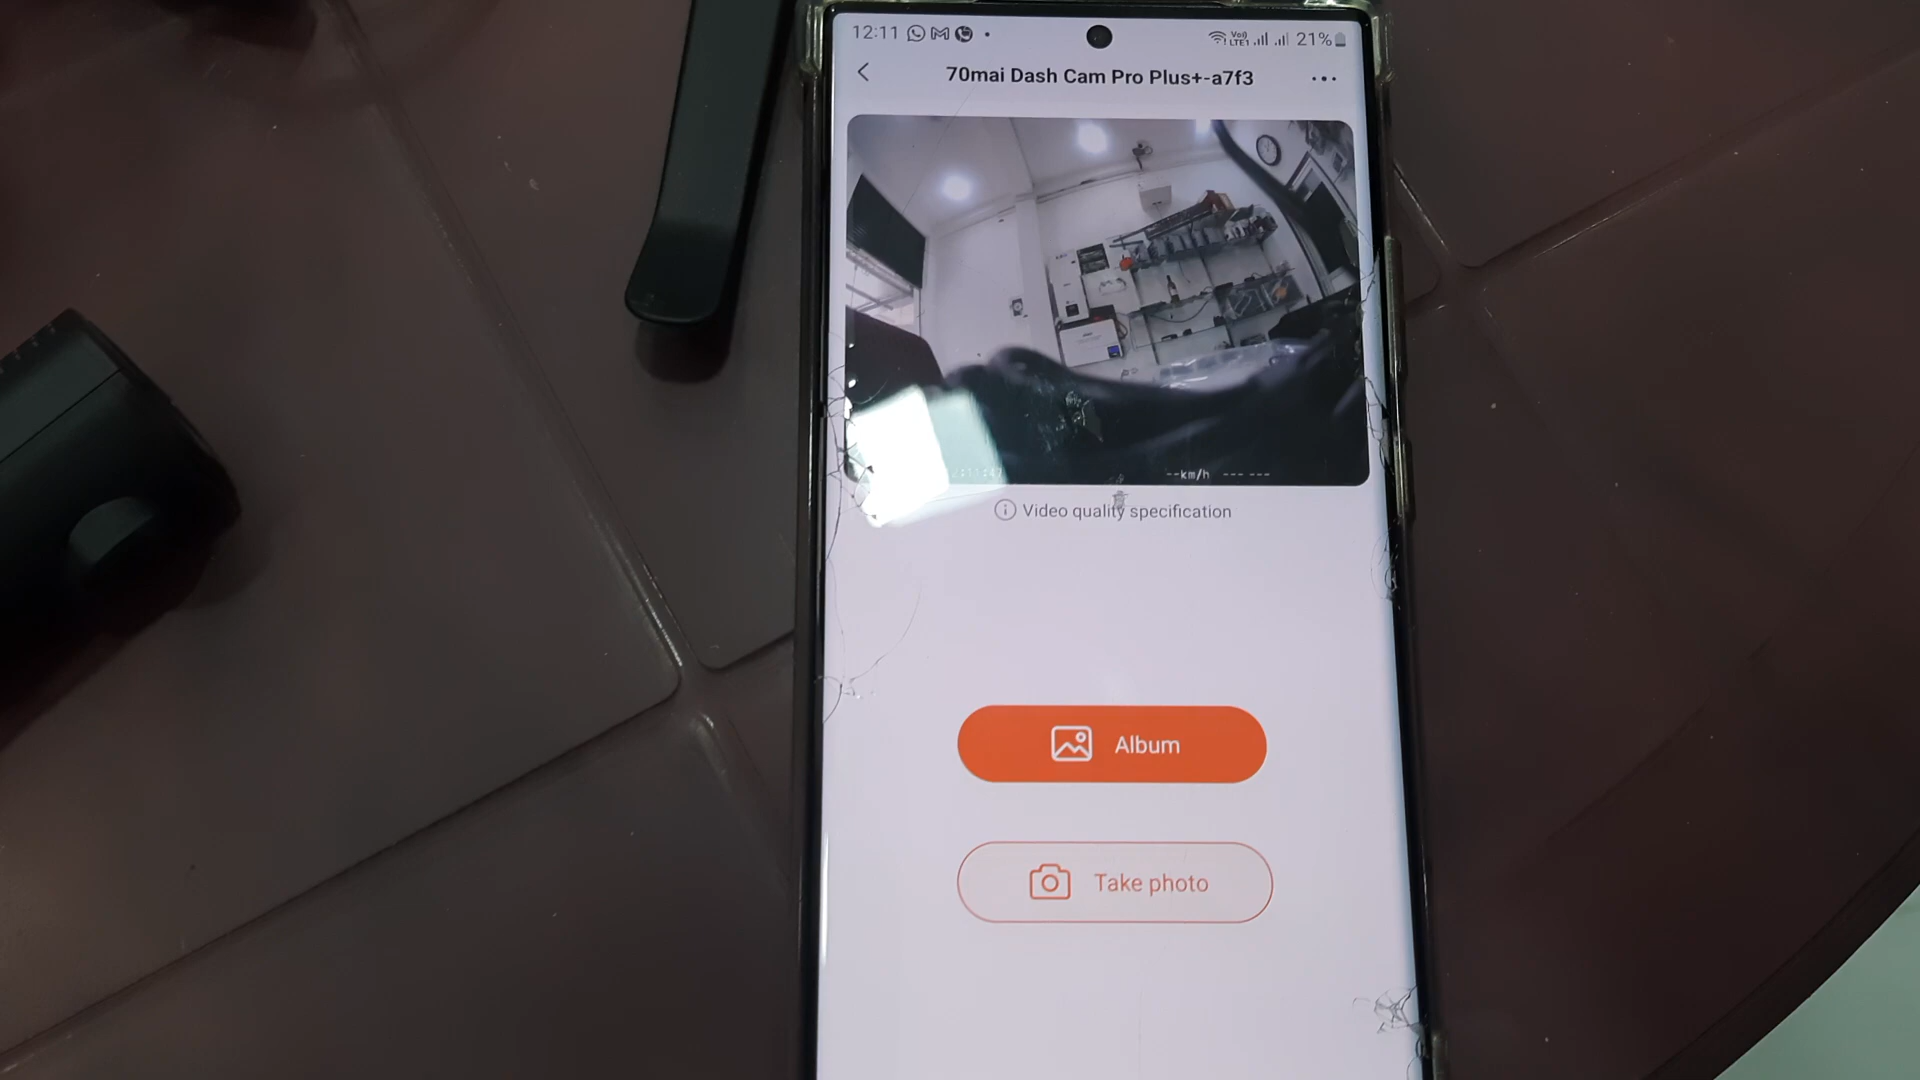 12:11 21%
70mai Dash Cam Pro Plus+-a7f3
--km/h --- ---
Video quality specification
Album
Take photo